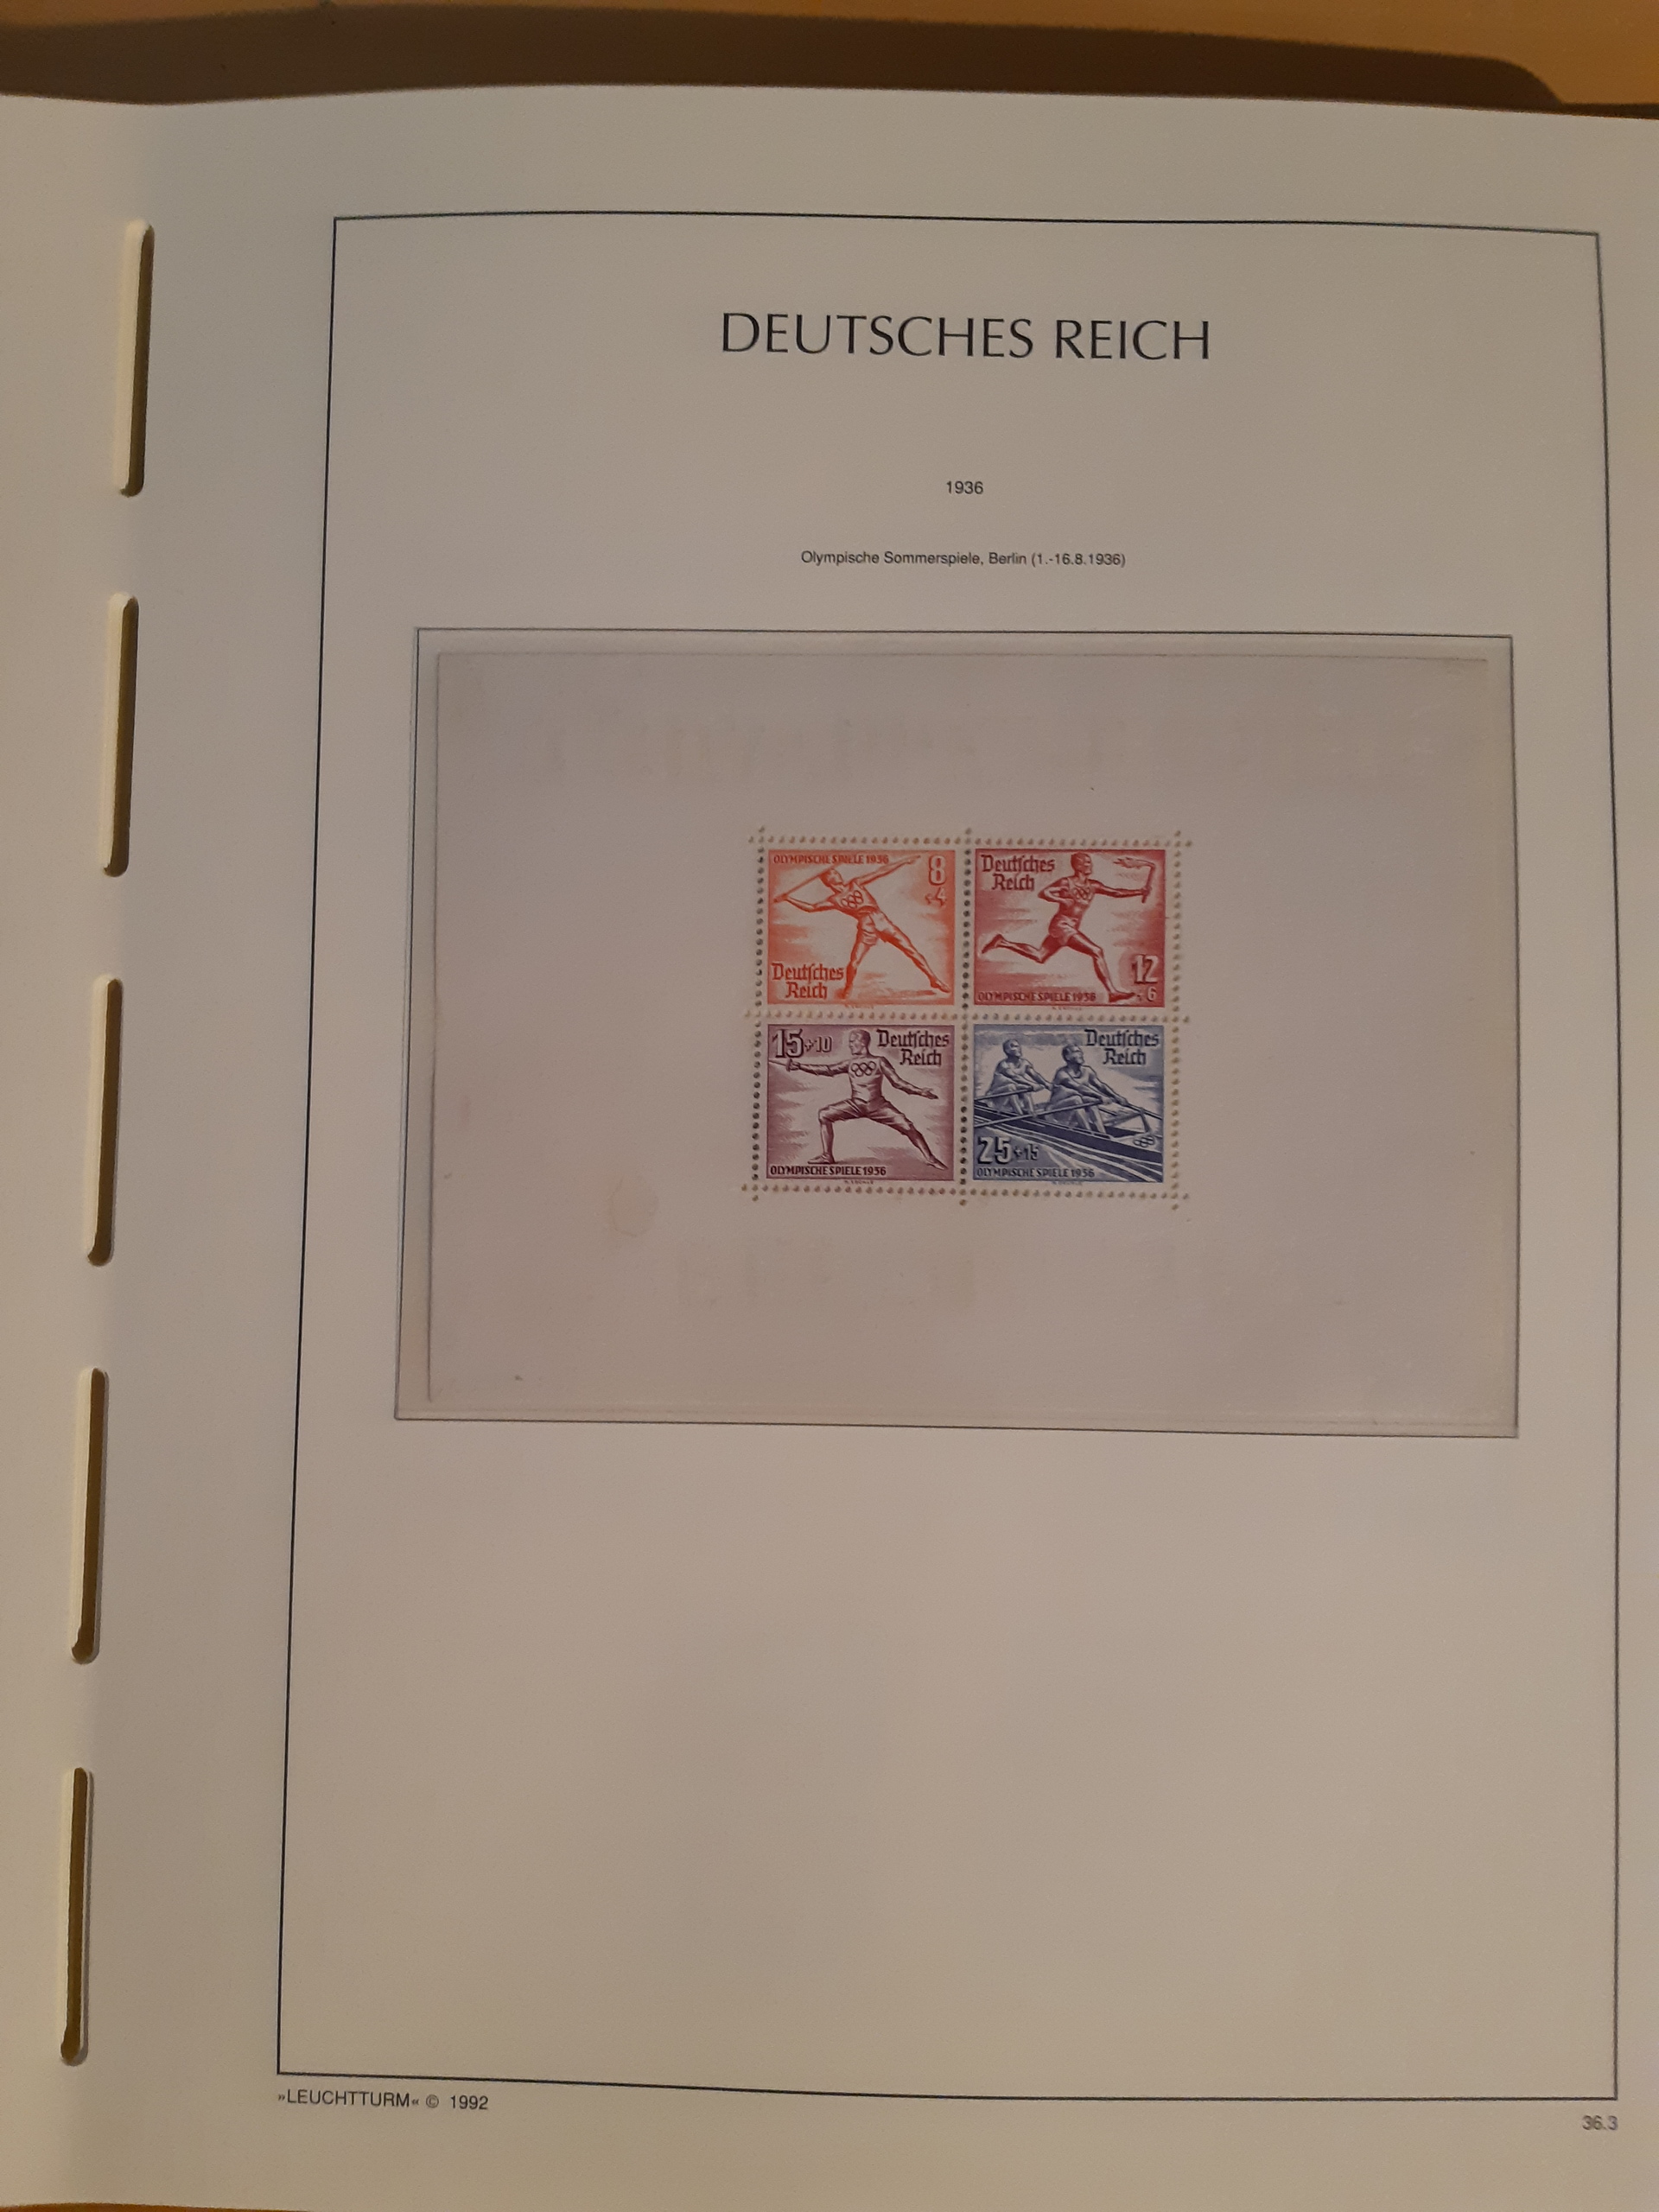 DEUTSCHES REICH
1936
Olympische Sommerspiele, Berlin (1.-16.8.1936)
OLYMPISCHE SPIELE 1936
8
+4
Deutsches
Reich
Deutsches
Reich
12
+6
OLYMPISCHE SPIELE 1936
15+10
Deutsches
Reich
OLYMPISCHE SPIELE 1936
Deutsches
Reich
25+15
OLYMPISCHE SPIELE 1936
»LEUCHTTURM« © 1992
36.3